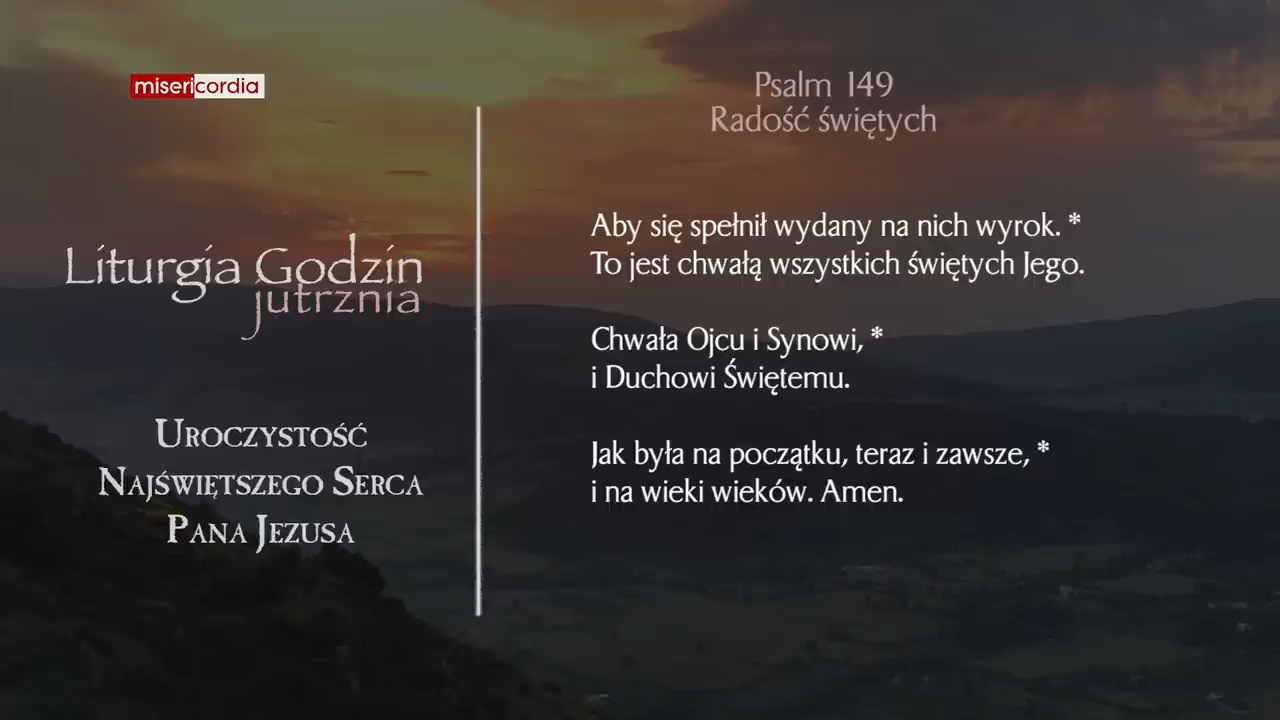 misericordia
Liturgia Godzin
jutrznia
Uroczystość
Najświętszego Serca
Pana Jezusa
Psalm 149
Radość świętych
Aby się spełnił wydany na nich wyrok. *
To jest chwałą wszystkich świętych Jego.
Chwała Ojcu i Synowi, *
i Duchowi Świętemu.
Jak była na początku, teraz i zawsze, *
i na wieki wieków. Amen.